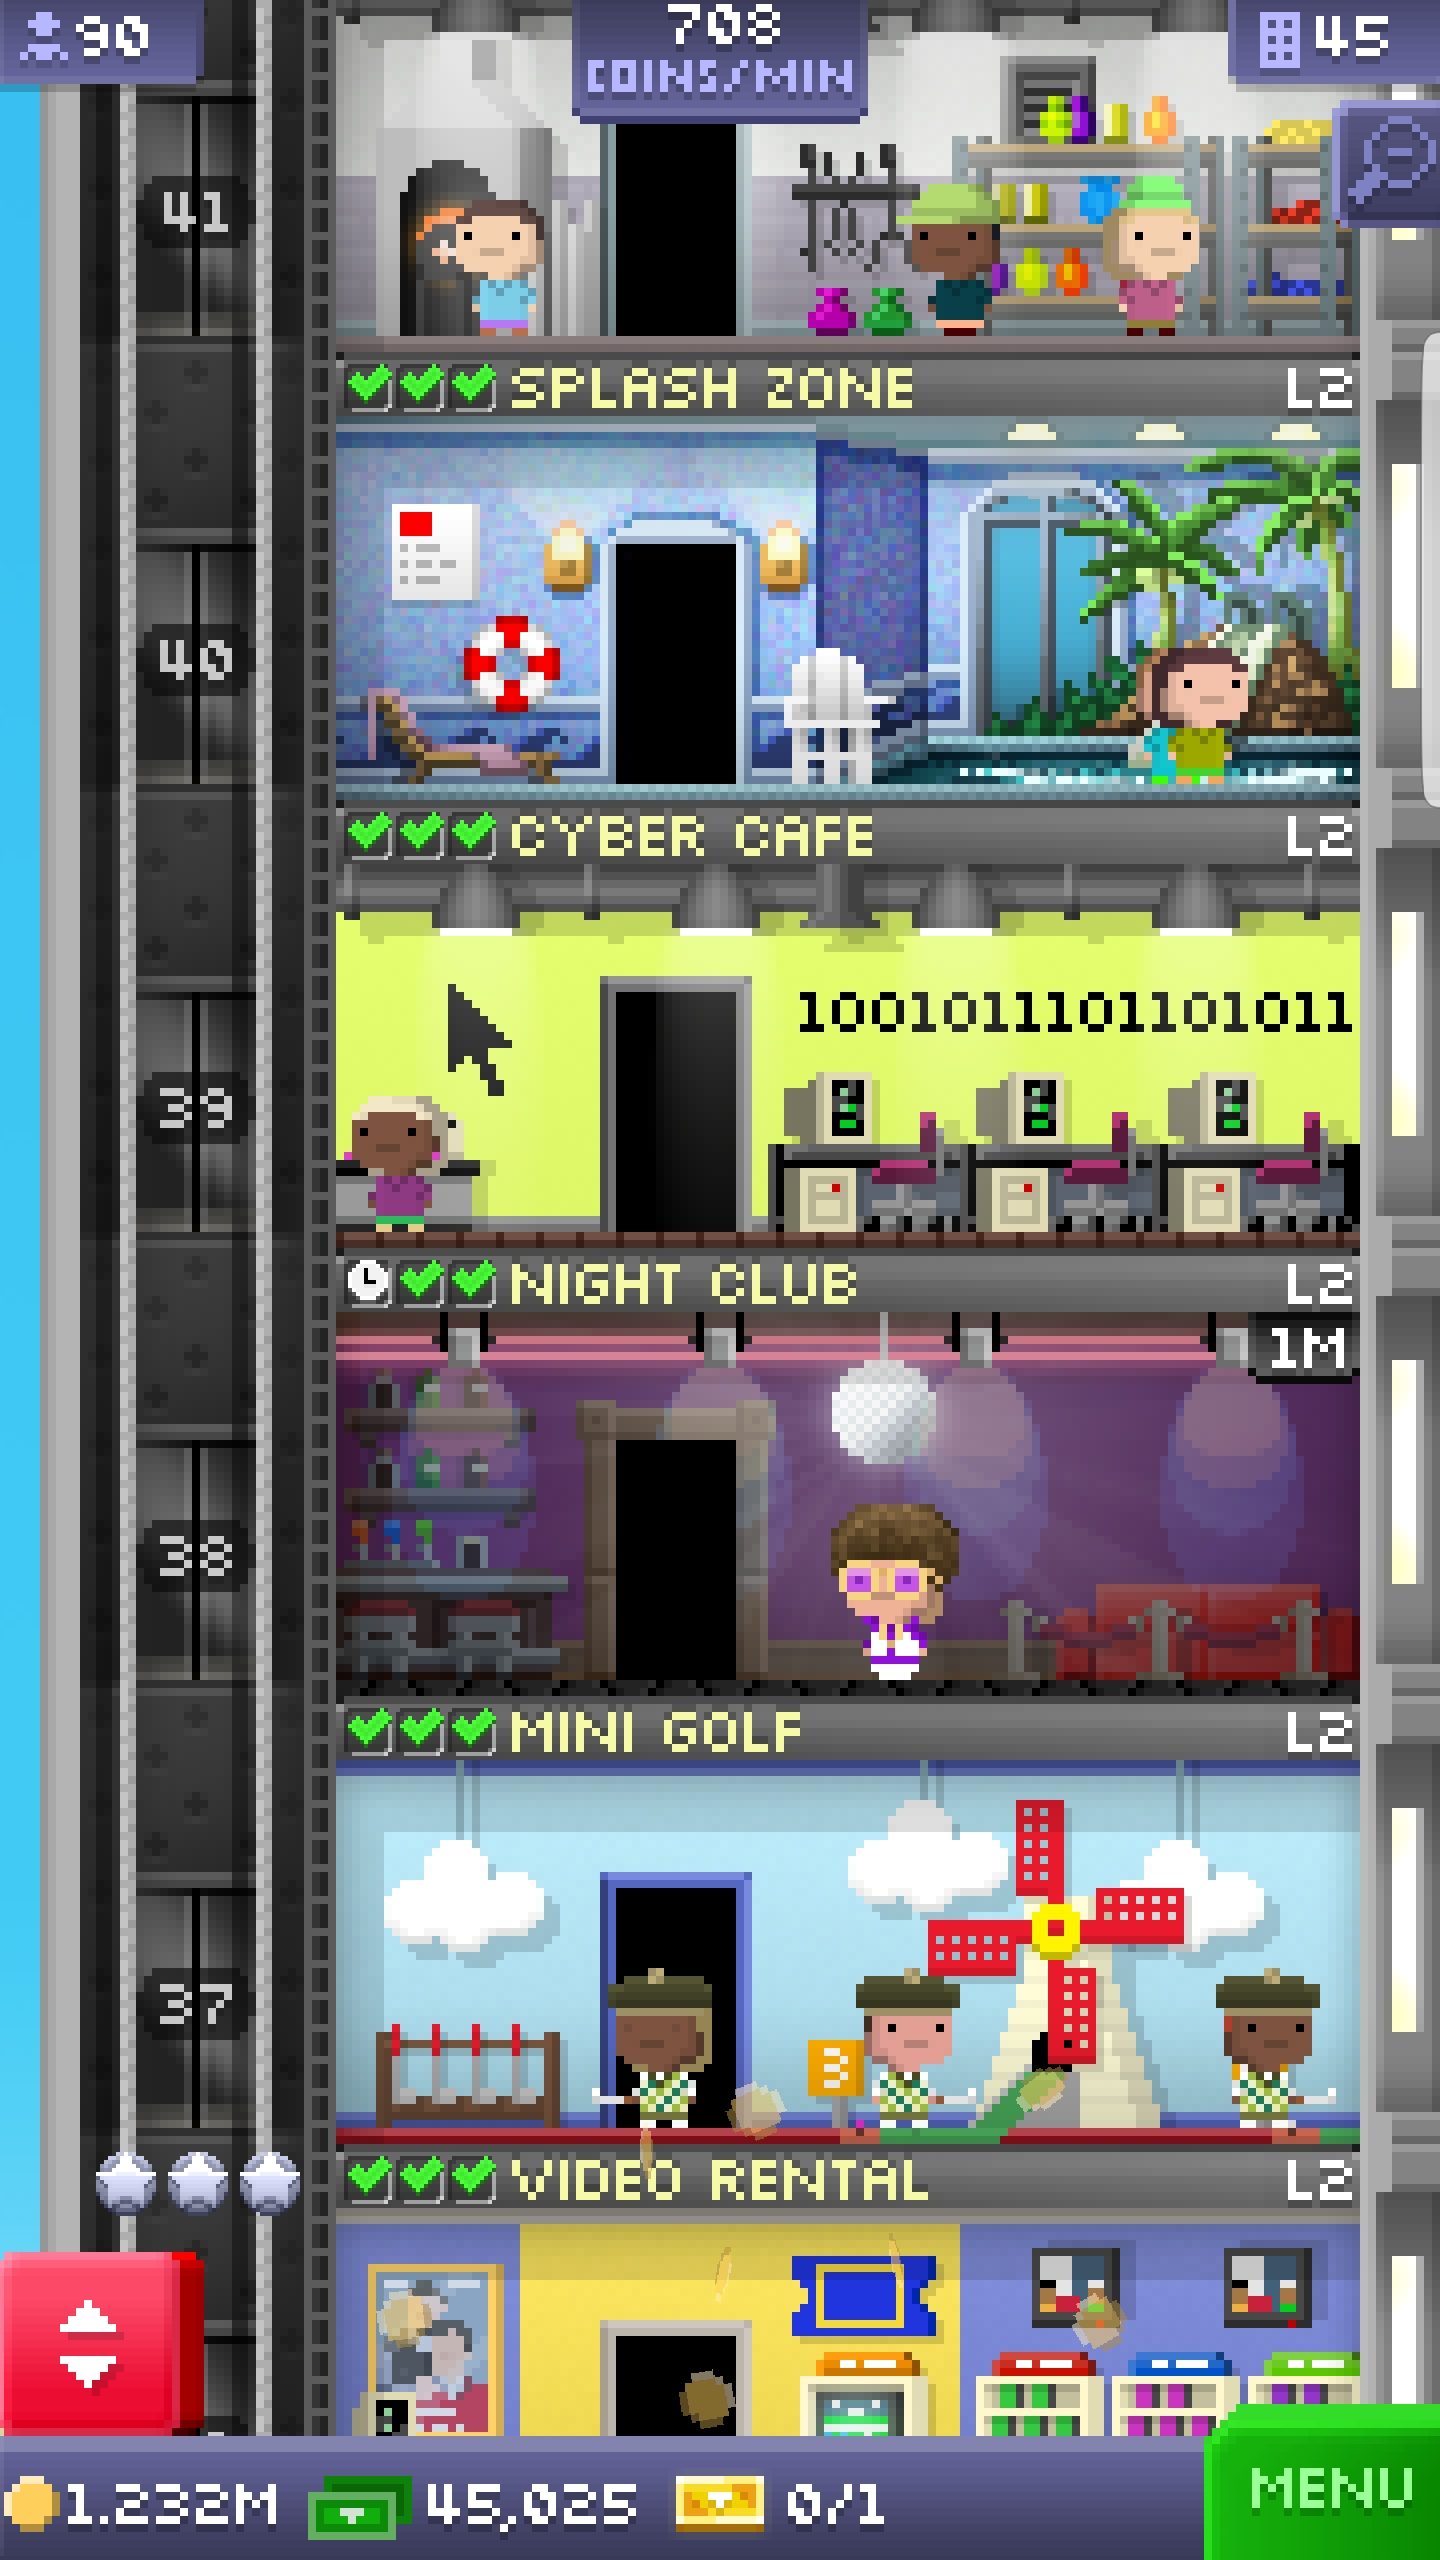 90
708
COINS/MIN
45
41
SPLASH ZONE L2
40
CYBER CAFE L2
1001011101101011
39
NIGHT CLUB L2
1M
38
MINI GOLF L2
37
3
VIDEO RENTAL L2
1.232M 45,025 0/1
MENU